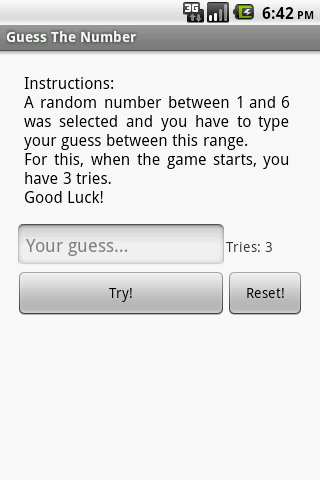 3G 6:42 PM
Guess The Number
Instructions:
A random number between 1 and 6
was selected and you have to type
your guess between this range.
For this, when the game starts, you
have 3 tries.
Good Luck!
Your guess... Tries: 3
Try! Reset!